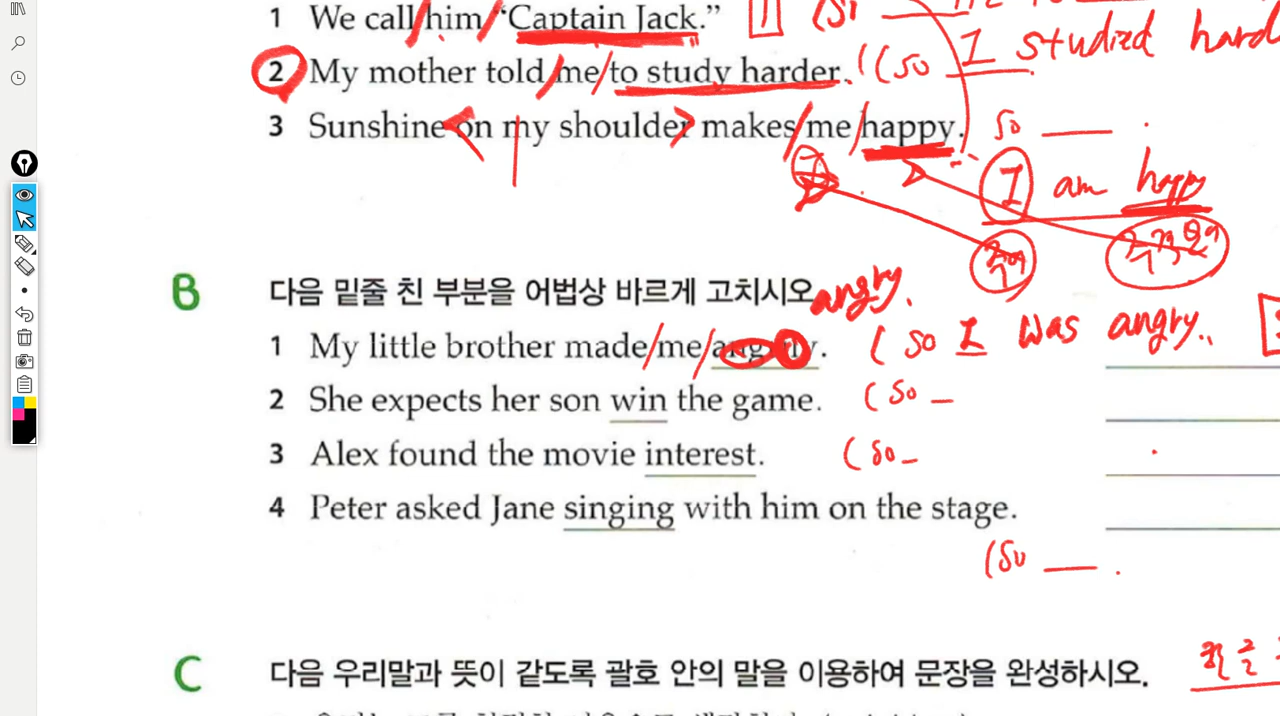 1 We call him “Captain Jack.”
(so
2 My mother told me to study harder. (so I studied hard
3 Sunshine on my shoulder makes me happy.
so ___ .
I am happy
주어
주격보어
B 다음 밑줄 친 부분을 어법상 바르게 고치시오
angry.
1 My little brother made me angrily. (so I was angry..
2 She expects her son win the game. (so _
3 Alex found the movie interest. (so _
4 Peter asked Jane singing with him on the stage.
(so ___ .
C 다음 우리말과 뜻이 같도록 괄호 안의 말을 이용하여 문장을 완성하시오.